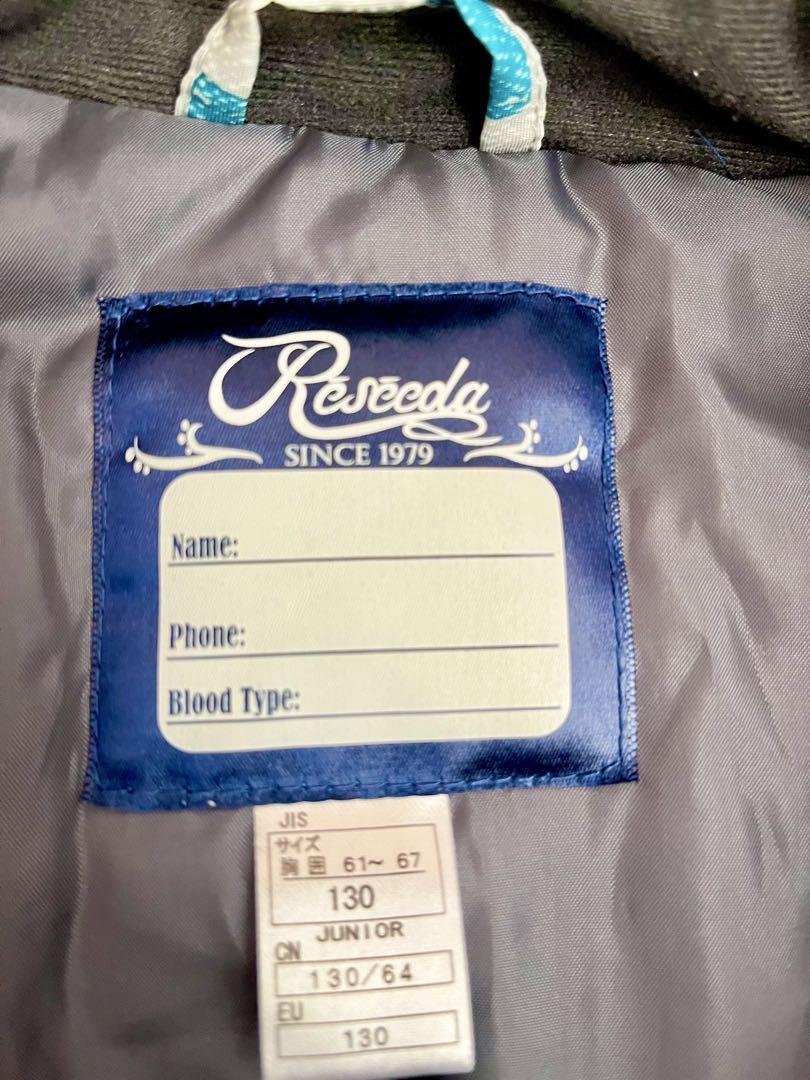 Rēsēēda
SINCE 1979
Name:
Phone:
Blood Type:
JIS
サイズ
胸囲 61〜 67
130
JUNIOR
CN
130/64
EU
130